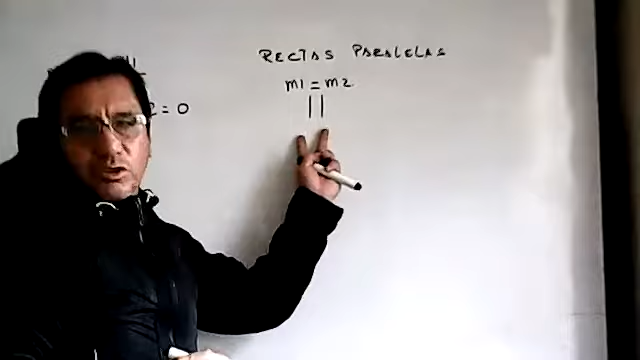 RECTAS PARALELAS
m1 = m2
||
= 0